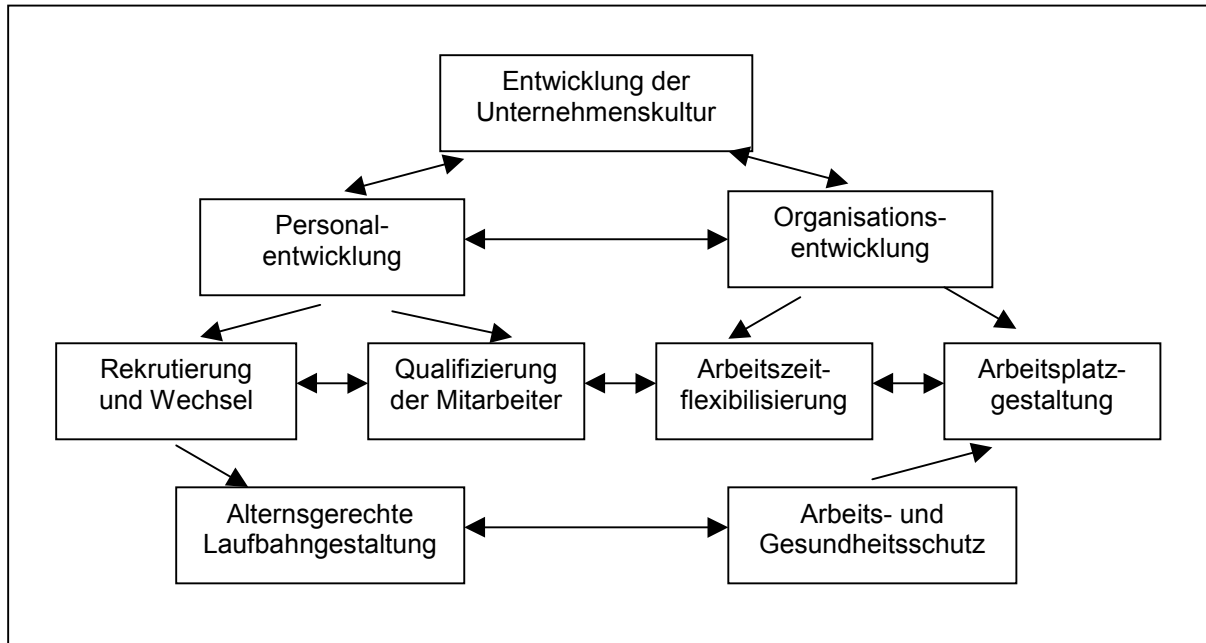 Entwicklung der
Unternehmenskultur
Personal-
entwicklung
Organisations-
entwicklung
Rekrutierung
und Wechsel
Qualifizierung
der Mitarbeiter
Arbeitszeit-
flexibilisierung
Arbeitsplatz-
gestaltung
Alternsgerechte
Laufbahngestaltung
Arbeits- und
Gesundheitsschutz